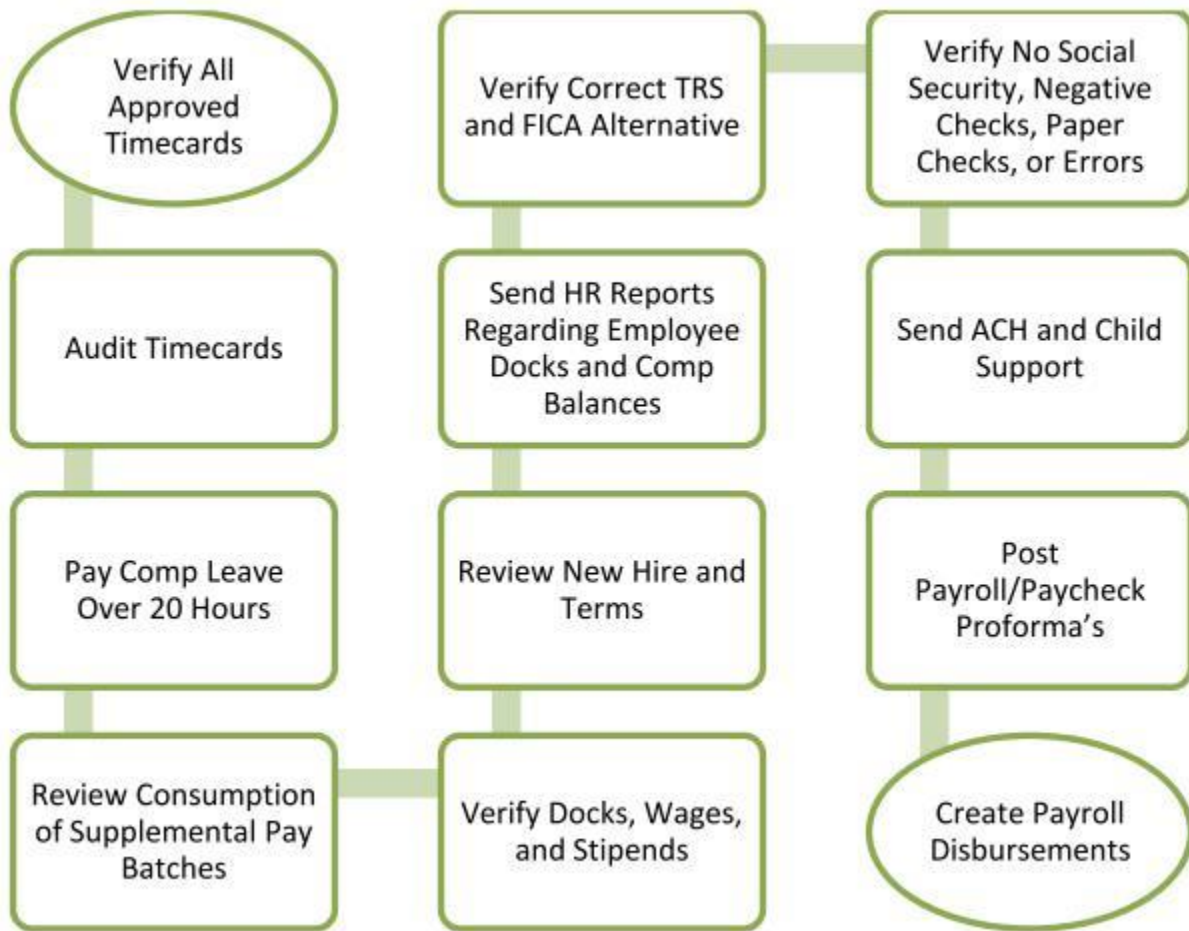 Verify All
Approved
Timecards
Audit Timecards
Pay Comp Leave
Over 20 Hours
Review Consumption
of Supplemental Pay
Batches
Verify Docks, Wages,
and Stipends
Review New Hire and
Terms
Send HR Reports
Regarding Employee
Docks and Comp
Balances
Verify Correct TRS
and FICA Alternative
Verify No Social
Security, Negative
Checks, Paper
Checks, or Errors
Send ACH and Child
Support
Post
Payroll/Paycheck
Proforma’s
Create Payroll
Disbursements